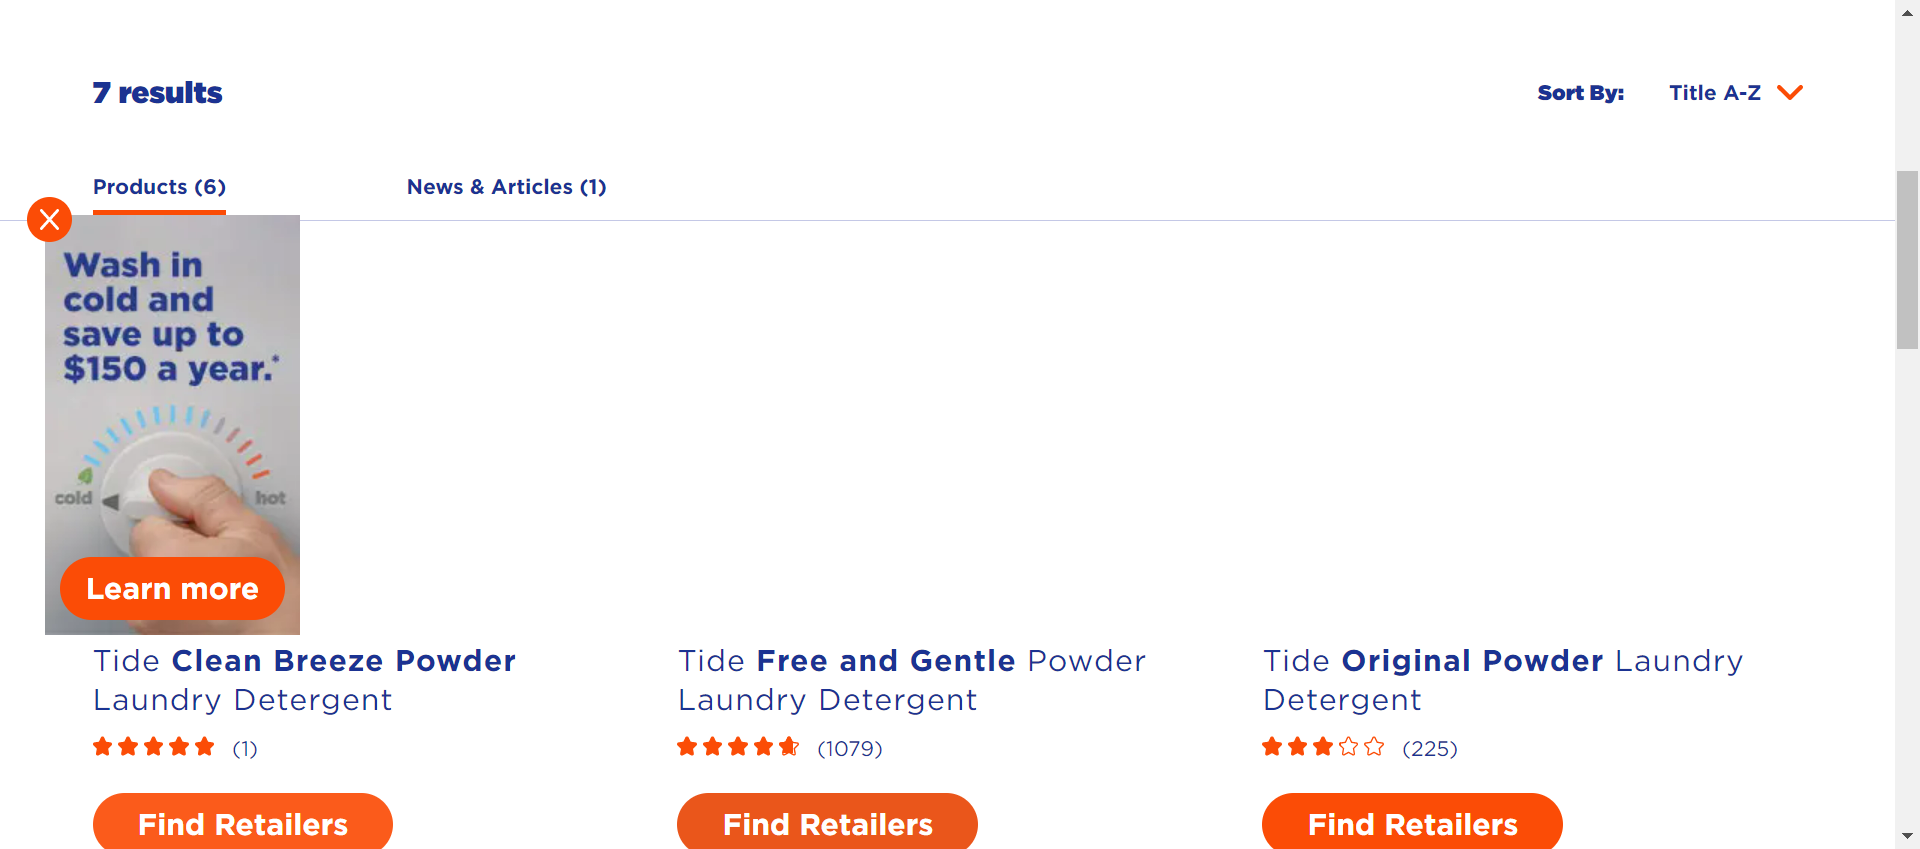 7 results
Sort By: Title A-Z
Products (6)
News & Articles (1)
Wash in
cold and
save up to
$150 a year.*
cold
hot
Learn more
Tide Clean Breeze Powder
Laundry Detergent
(1)
Find Retailers
Tide Free and Gentle Powder
Laundry Detergent
(1079)
Find Retailers
Tide Original Powder Laundry
Detergent
(225)
Find Retailers